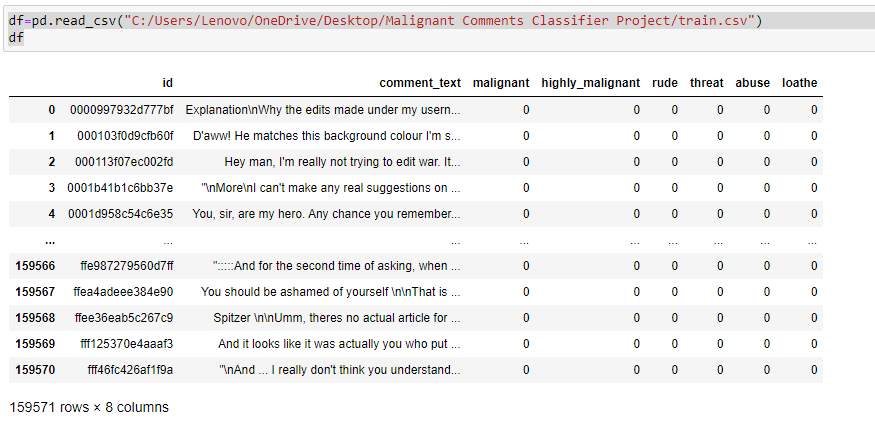 df=pd.read_csv("C:/Users/Lenovo/OneDrive/Desktop/Malignant Comments Classifier Project/train.csv")
df
id comment_text malignant highly_malignant rude threat abuse loathe
0 0000997932d777bf Explanation\nWhy the edits made under my usern... 0 0 0 0 0 0
1 000103f0d9cfb60f D'aww! He matches this background colour I'm s... 0 0 0 0 0 0
2 000113f07ec002fd Hey man, I'm really not trying to edit war. It... 0 0 0 0 0 0
3 0001b41b1c6bb37e "\nMore\nI can't make any real suggestions on ... 0 0 0 0 0 0
4 0001d958c54c6e35 You, sir, are my hero. Any chance you remember... 0 0 0 0 0 0
... ... ... ... ... ... ... ... ...
159566 ffe987279560d7ff ":::::And for the second time of asking, when ... 0 0 0 0 0 0
159567 ffea4adeee384e90 You should be ashamed of yourself \n\nThat is ... 0 0 0 0 0 0
159568 ffee36eab5c267c9 Spitzer \n\nUmm, theres no actual article for ... 0 0 0 0 0 0
159569 fff125370e4aaaf3 And it looks like it was actually you who put ... 0 0 0 0 0 0
159570 fff46fc426af1f9a "\nAnd ... I really don't think you understand... 0 0 0 0 0 0
159571 rows × 8 columns